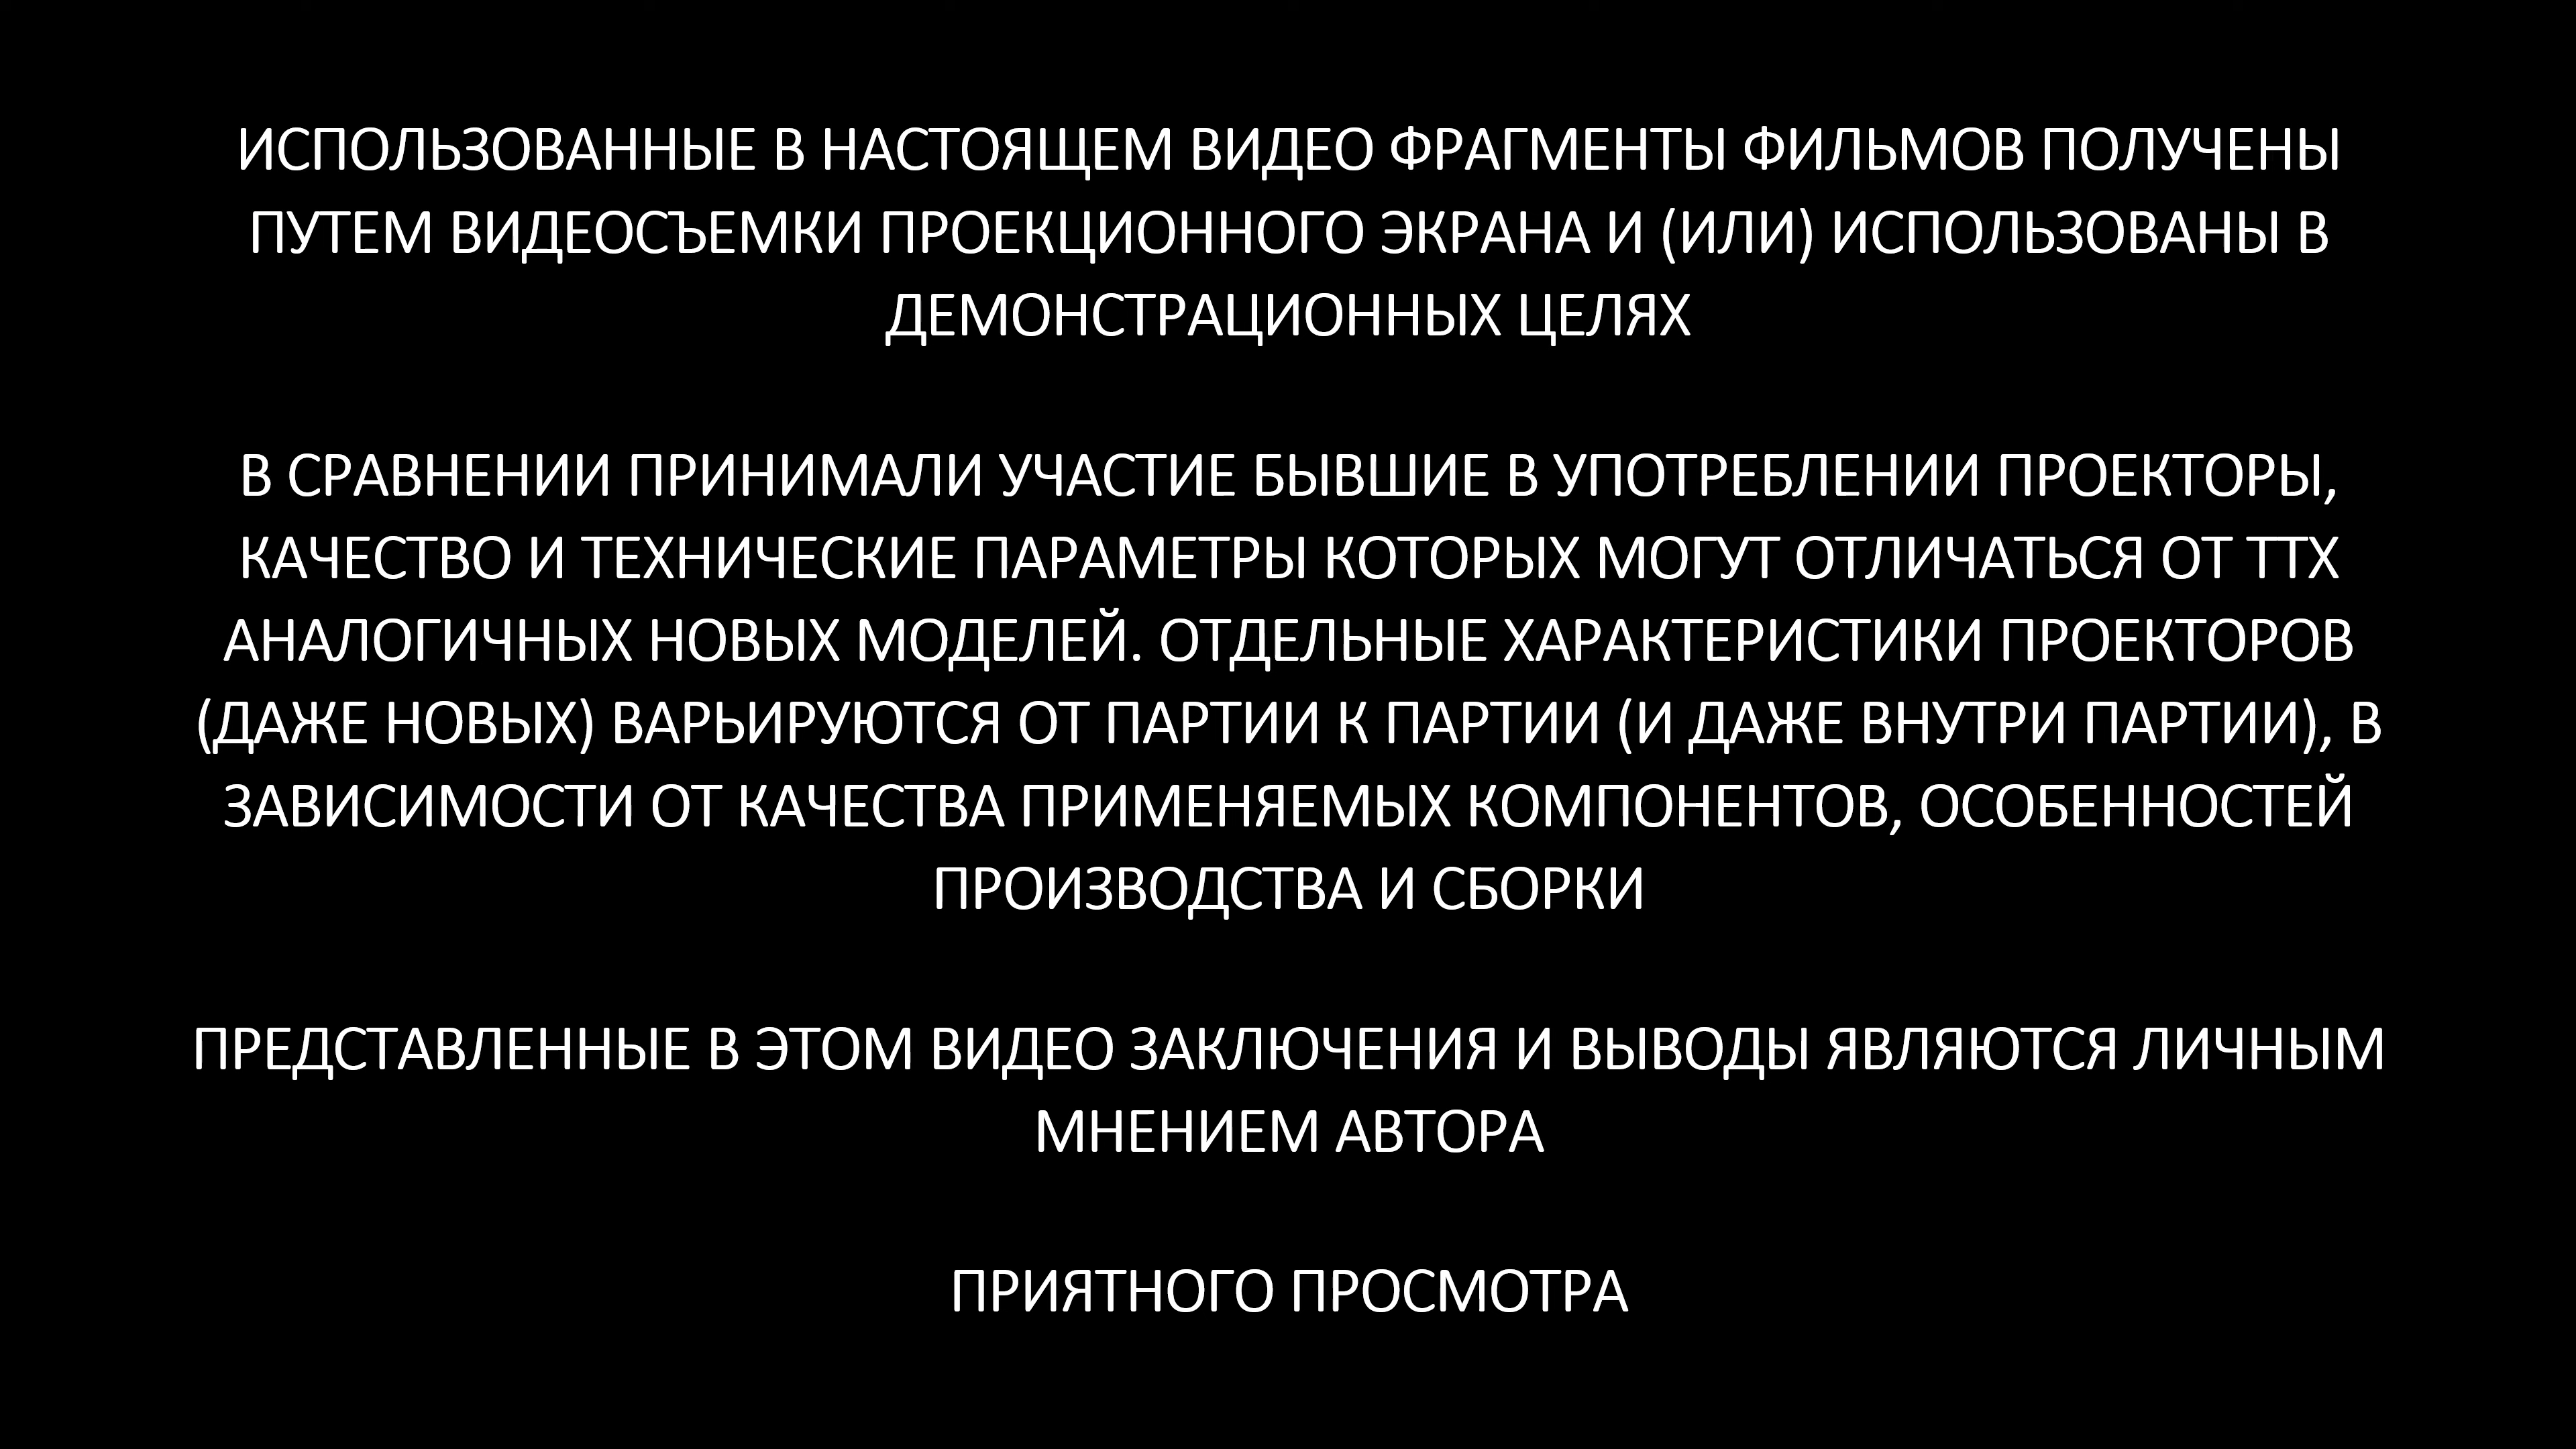 ИСПОЛЬЗОВАННЫЕ В НАСТОЯЩЕМ ВИДЕО ФРАГМЕНТЫ ФИЛЬМОВ ПОЛУЧЕНЫ
ПУТЕМ ВИДЕОСЪЕМКИ ПРОЕКЦИОННОГО ЭКРАНА И (ИЛИ) ИСПОЛЬЗОВАНЫ В
ДЕМОНСТРАЦИОННЫХ ЦЕЛЯХ
В СРАВНЕНИИ ПРИНИМАЛИ УЧАСТИЕ БЫВШИЕ В УПОТРЕБЛЕНИИ ПРОЕКТОРЫ,
КАЧЕСТВО И ТЕХНИЧЕСКИЕ ПАРАМЕТРЫ КОТОРЫХ МОГУТ ОТЛИЧАТЬСЯ ОТ ТТХ
АНАЛОГИЧНЫХ НОВЫХ МОДЕЛЕЙ. ОТДЕЛЬНЫЕ ХАРАКТЕРИСТИКИ ПРОЕКТОРОВ
(ДАЖЕ НОВЫХ) ВАРЬИРУЮТСЯ ОТ ПАРТИИ К ПАРТИИ (И ДАЖЕ ВНУТРИ ПАРТИИ), В
ЗАВИСИМОСТИ ОТ КАЧЕСТВА ПРИМЕНЯЕМЫХ КОМПОНЕНТОВ, ОСОБЕННОСТЕЙ
ПРОИЗВОДСТВА И СБОРКИ
ПРЕДСТАВЛЕННЫЕ В ЭТОМ ВИДЕО ЗАКЛЮЧЕНИЯ И ВЫВОДЫ ЯВЛЯЮТСЯ ЛИЧНЫМ
МНЕНИЕМ АВТОРА
ПРИЯТНОГО ПРОСМОТРА